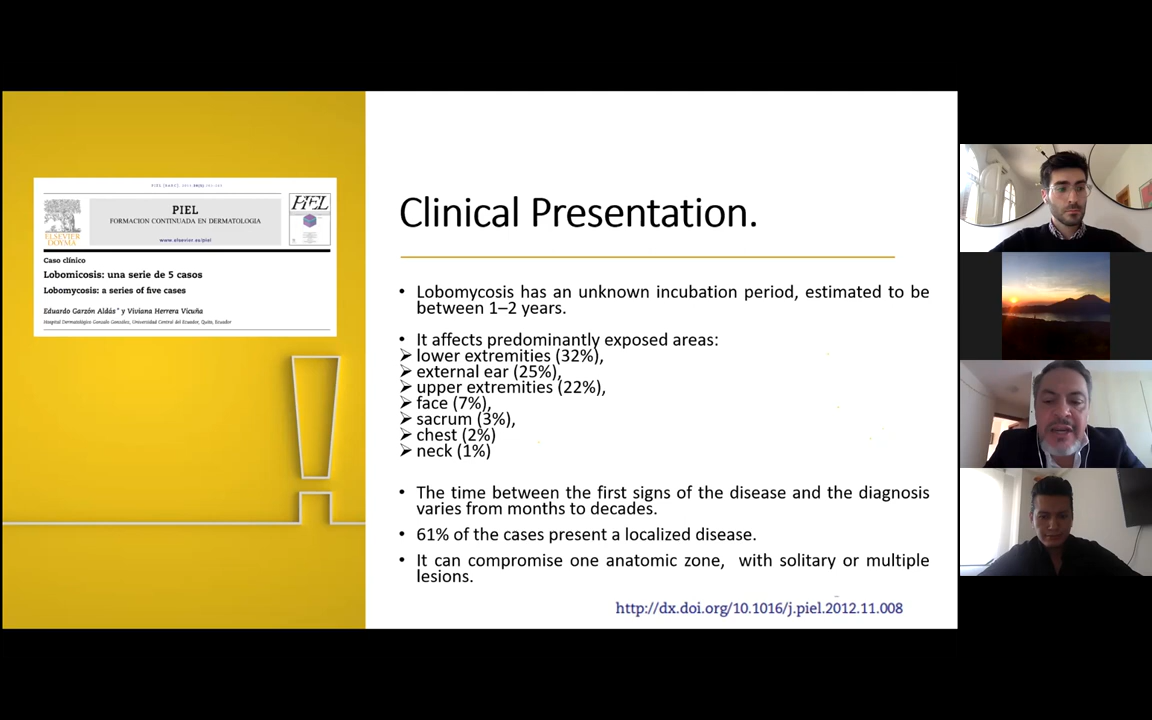 PIEL
FORMACION CONTINUADA EN DERMATOLOGIA
www.elsevier.es/piel
PIEL
ELSEVIER
DOYMA
Caso clínico
Lobomicosis: una serie de 5 casos
Lobomycosis: a series of five cases
Eduardo Garzón Aldás* y Viviana Herrera Vicuña
Hospital Dermatológico Gonzalo González, Universidad Central del Ecuador, Quito, Ecuador
Clinical Presentation.
• Lobomycosis has an unknown incubation period, estimated to be
between 1–2 years.
• It affects predominantly exposed areas:
➢ lower extremities (32%),
➢ external ear (25%),
➢ upper extremities (22%),
➢ face (7%),
➢ sacrum (3%),
➢ chest (2%)
➢ neck (1%)
• The time between the first signs of the disease and the diagnosis
varies from months to decades.
• 61% of the cases present a localized disease.
• It can compromise one anatomic zone, with solitary or multiple
lesions.
http://dx.doi.org/10.1016/j.piel.2012.11.008